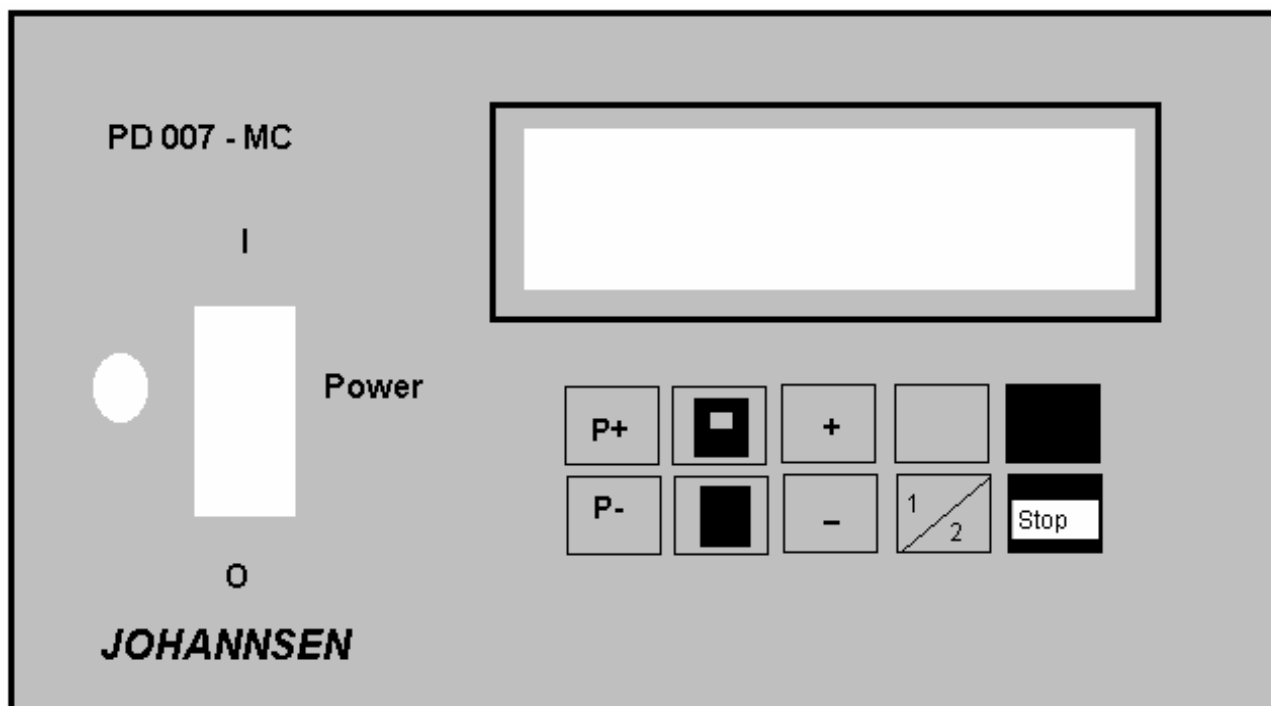 PD 007 - MC
I
Power
P+
+
P-
–
1
2
Stop
O
JOHANNSEN